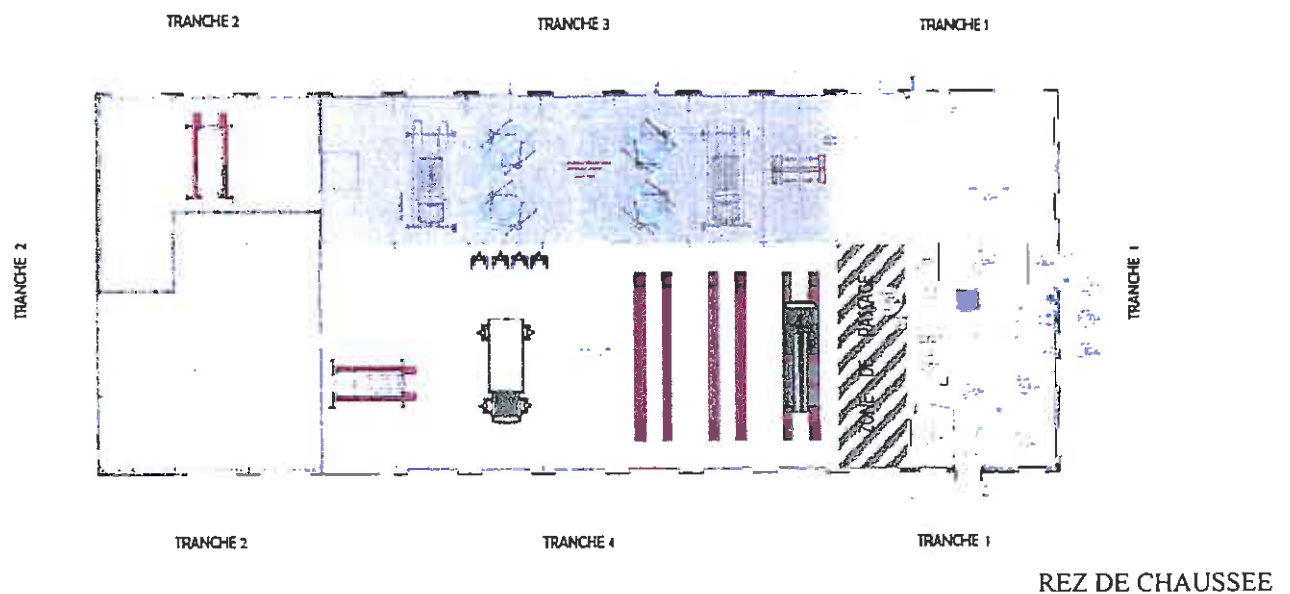 TRANCHE 2
TRANCHE 3
TRANCHE 1
TRANCHE 2
TRANCHE 1
ZONE DE PASSAGE
TRANCHE 2
TRANCHE 4
TRANCHE 1
REZ DE CHAUSSEE